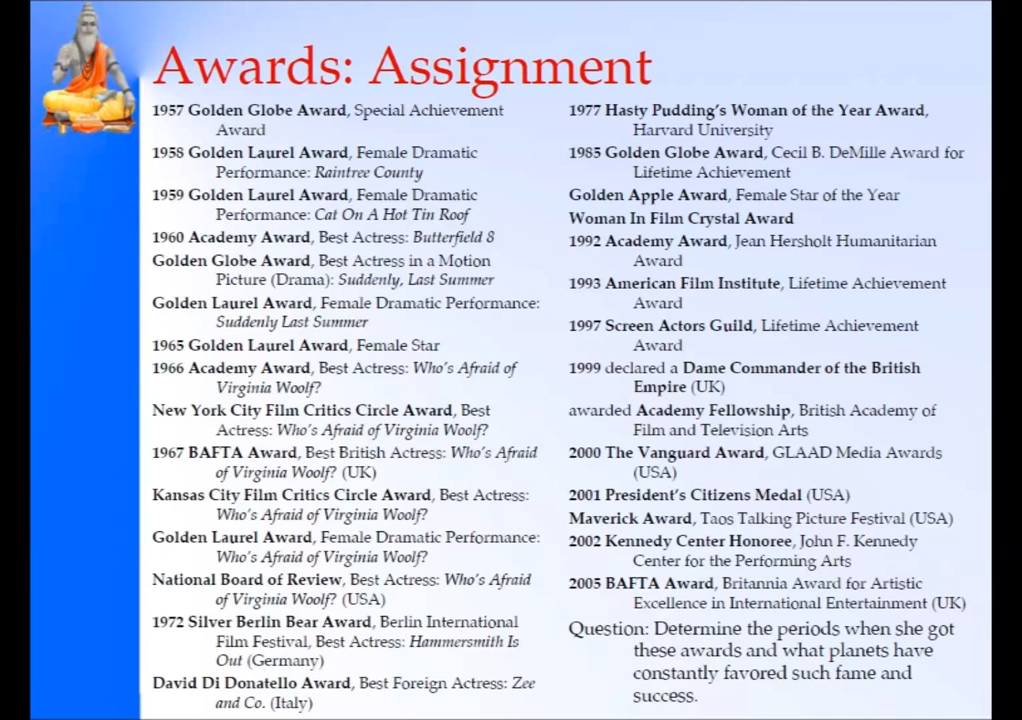 Awards: Assignment
1957 Golden Globe Award, Special Achievement
Award
1958 Golden Laurel Award, Female Dramatic
Performance: Raintree County
1959 Golden Laurel Award, Female Dramatic
Performance: Cat On A Hot Tin Roof
1960 Academy Award, Best Actress: Butterfield 8
Golden Globe Award, Best Actress in a Motion
Picture (Drama): Suddenly, Last Summer
Golden Laurel Award, Female Dramatic Performance:
Suddenly Last Summer
1965 Golden Laurel Award, Female Star
1966 Academy Award, Best Actress: Who's Afraid of
Virginia Woolf?
New York City Film Critics Circle Award, Best
Actress: Who's Afraid of Virginia Woolf?
1967 BAFTA Award, Best British Actress: Who's Afraid
of Virginia Woolf? (UK)
Kansas City Film Critics Circle Award, Best Actress:
Who's Afraid of Virginia Woolf?
Golden Laurel Award, Female Dramatic Performance:
Who's Afraid of Virginia Woolf?
National Board of Review, Best Actress: Who's Afraid
of Virginia Woolf? (USA)
1972 Silver Berlin Bear Award, Berlin International
Film Festival, Best Actress: Hammersmith Is
Out (Germany)
David Di Donatello Award, Best Foreign Actress: Zee
and Co. (Italy)
1977 Hasty Pudding's Woman of the Year Award,
Harvard University
1985 Golden Globe Award, Cecil B. DeMille Award for
Lifetime Achievement
Golden Apple Award, Female Star of the Year
Woman In Film Crystal Award
1992 Academy Award, Jean Hersholt Humanitarian
Award
1993 American Film Institute, Lifetime Achievement
Award
1997 Screen Actors Guild, Lifetime Achievement
Award
1999 declared a Dame Commander of the British
Empire (UK)
awarded Academy Fellowship, British Academy of
Film and Television Arts
2000 The Vanguard Award, GLAAD Media Awards
(USA)
2001 President's Citizens Medal (USA)
Maverick Award, Taos Talking Picture Festival (USA)
2002 Kennedy Center Honoree, John F. Kennedy
Center for the Performing Arts
2005 BAFTA Award, Britannia Award for Artistic
Excellence in International Entertainment (UK)
Question: Determine the periods when she got
these awards and what planets have
constantly favored such fame and
success.